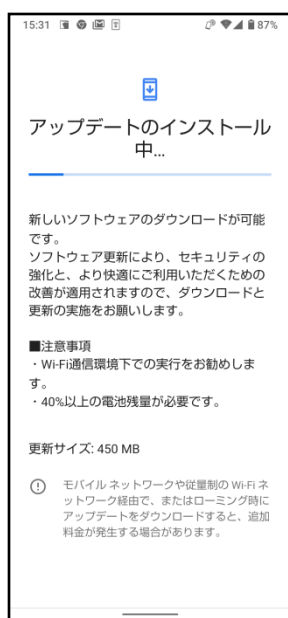 15:31 87%
アップデートのインストール
中...
新しいソフトウェアのダウンロードが可能
です。
ソフトウェア更新により、セキュリティの
強化と、より快適にご利用いただくための
改善が適用されますので、ダウンロードと
更新の実施をお願いします。
■注意事項
・Wi-Fi通信環境下での実行をお勧めしま
す。
・40%以上の電池残量が必要です。
更新サイズ: 450 MB
モバイル ネットワークや従量制の Wi-Fi ネ
ットワーク経由で、またはローミング時に
アップデートをダウンロードすると、追加
料金が発生する場合があります。